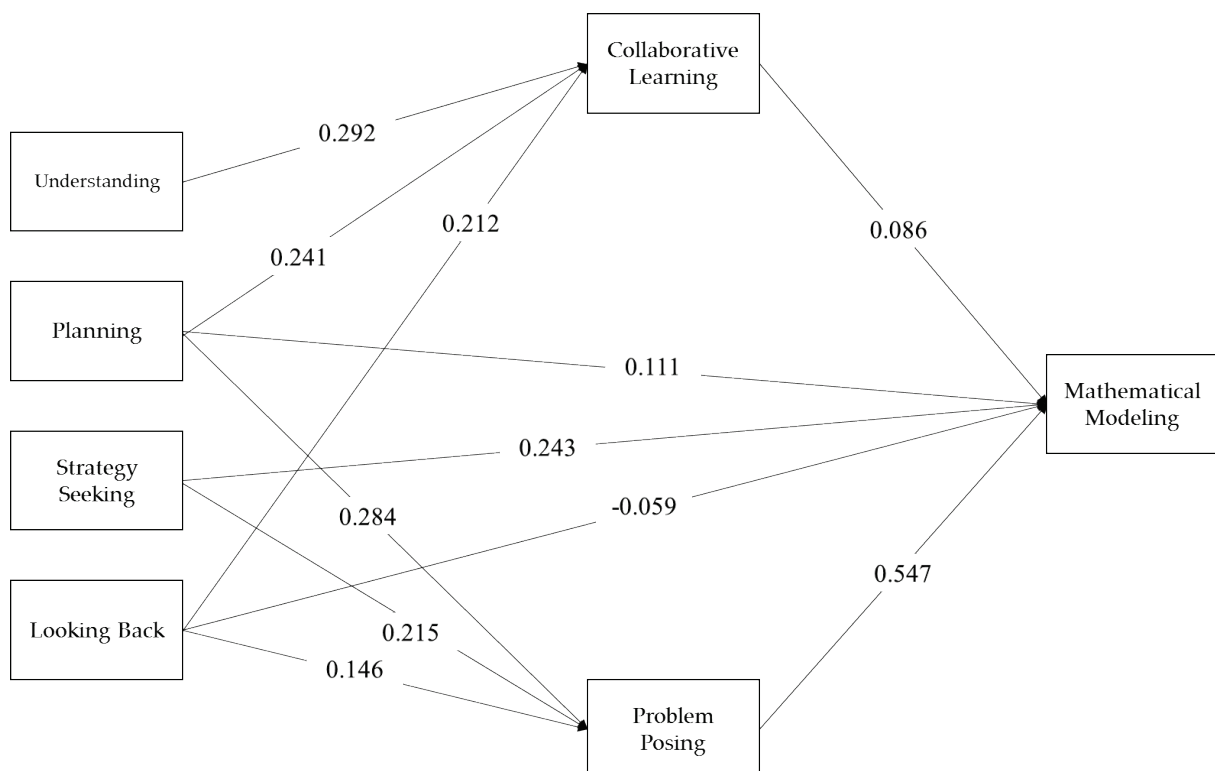 Collaborative
Learning
Understanding
0.292
0.212
0.086
0.241
Planning
0.111
Mathematical
Modeling
Strategy
Seeking
0.243
-0.059
0.284
0.547
Looking Back
0.215
0.146
Problem
Posing